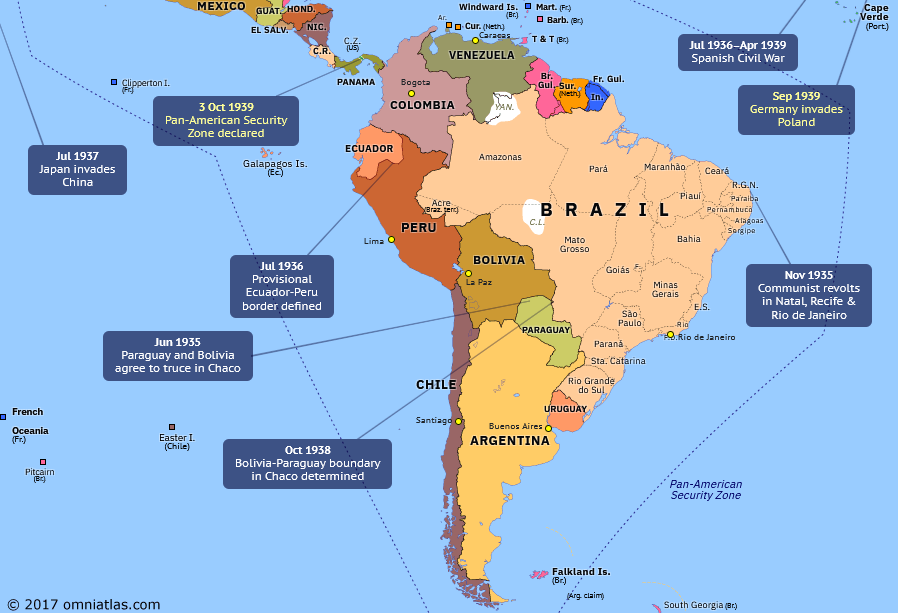 MEXICO
GUAT.
HOND.
EL SALV.
NIC.
C.R.
C.Z.
(US)
PANAMA
Windward Is.
(Br.)
Mart. (Fr.)
Barb. (Br.)
Ar.
Cur. (Neth.)
Caracas
T & T (Br.)
Cape
Verde
(Port.)
Jul 1936–Apr 1939
Spanish Civil War
Sep 1939
Germany invades
Poland
Clipperton I.
(Fr.)
3 Oct 1939
Pan-American Security
Zone declared
Jul 1937
Japan invades
China
Galapagos Is.
(Ec.)
VENEZUELA
Bogota
COLOMBIA
YAN.
Br.
Gui.
Sur.
(Neth.)
Fr. Gui.
In.
ECUADOR
Amazonas
Pará
Maranhão
Ceará
R.G.N.
Piauí
Paraíba
Pernambuco
Alagoas
Sergipe
Acre
(Braz. terr.)
BRAZIL
C.L.
PERU
Lima
Mato
Grosso
Bahia
Goiás
F.
Minas
Gerais
E.S.
BOLIVIA
La Paz
Jul 1936
Provisional
Ecuador-Peru
border defined
Nov 1935
Communist revolts
in Natal, Recife &
Rio de Janeiro
São
Paulo
Rio
Rio de Janeiro
PARAGUAY
Paraná
Sta. Catarina
Rio Grande
do Sul
Jun 1935
Paraguay and Bolivia
agree to truce in Chaco
CHILE
URUGUAY
Santiago
Buenos Aires
ARGENTINA
French
Oceania
(Fr.)
Easter I.
(Chile)
Pitcairn
(Br.)
Oct 1938
Bolivia-Paraguay boundary
in Chaco determined
Pan-American
Security Zone
Falkland Is.
(Br.)
(Arg. claim)
South Georgia (Br.)
© 2017 omniatlas.com